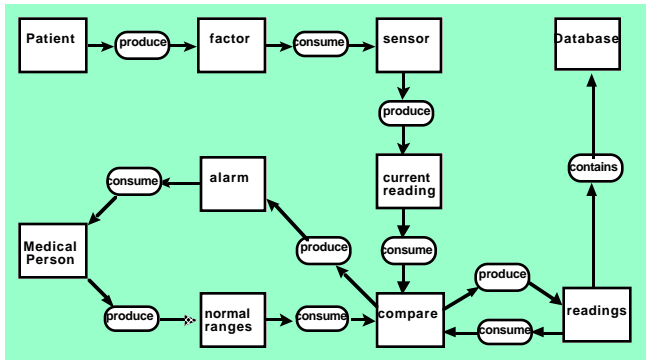 Patient
produce
factor
consume
sensor
Database
produce
contains
consume
alarm
current
reading
Medical
Person
produce
consume
produce
produce
normal
ranges
consume
compare
consume
readings